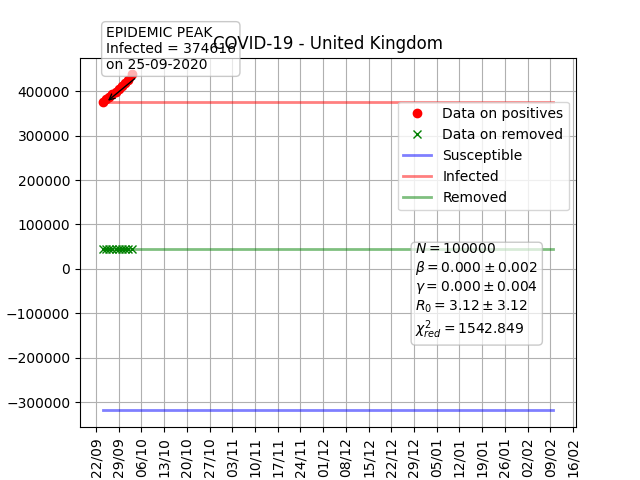 EPIDEMIC PEAK
Infected = 374616
on 25-09-2020
COVID-19 - United Kingdom
400000
300000
200000
100000
0
−100000
−200000
−300000
Data on positives
Data on removed
Susceptible
Infected
Removed
N = 100000
β = 0.000 ± 0.002
γ = 0.000 ± 0.004
R₀ = 3.12 ± 3.12
χ²red = 1542.849
22/09
29/09
06/10
13/10
20/10
27/10
03/11
10/11
17/11
24/11
01/12
08/12
15/12
22/12
29/12
05/01
12/01
19/01
26/01
02/02
09/02
16/02